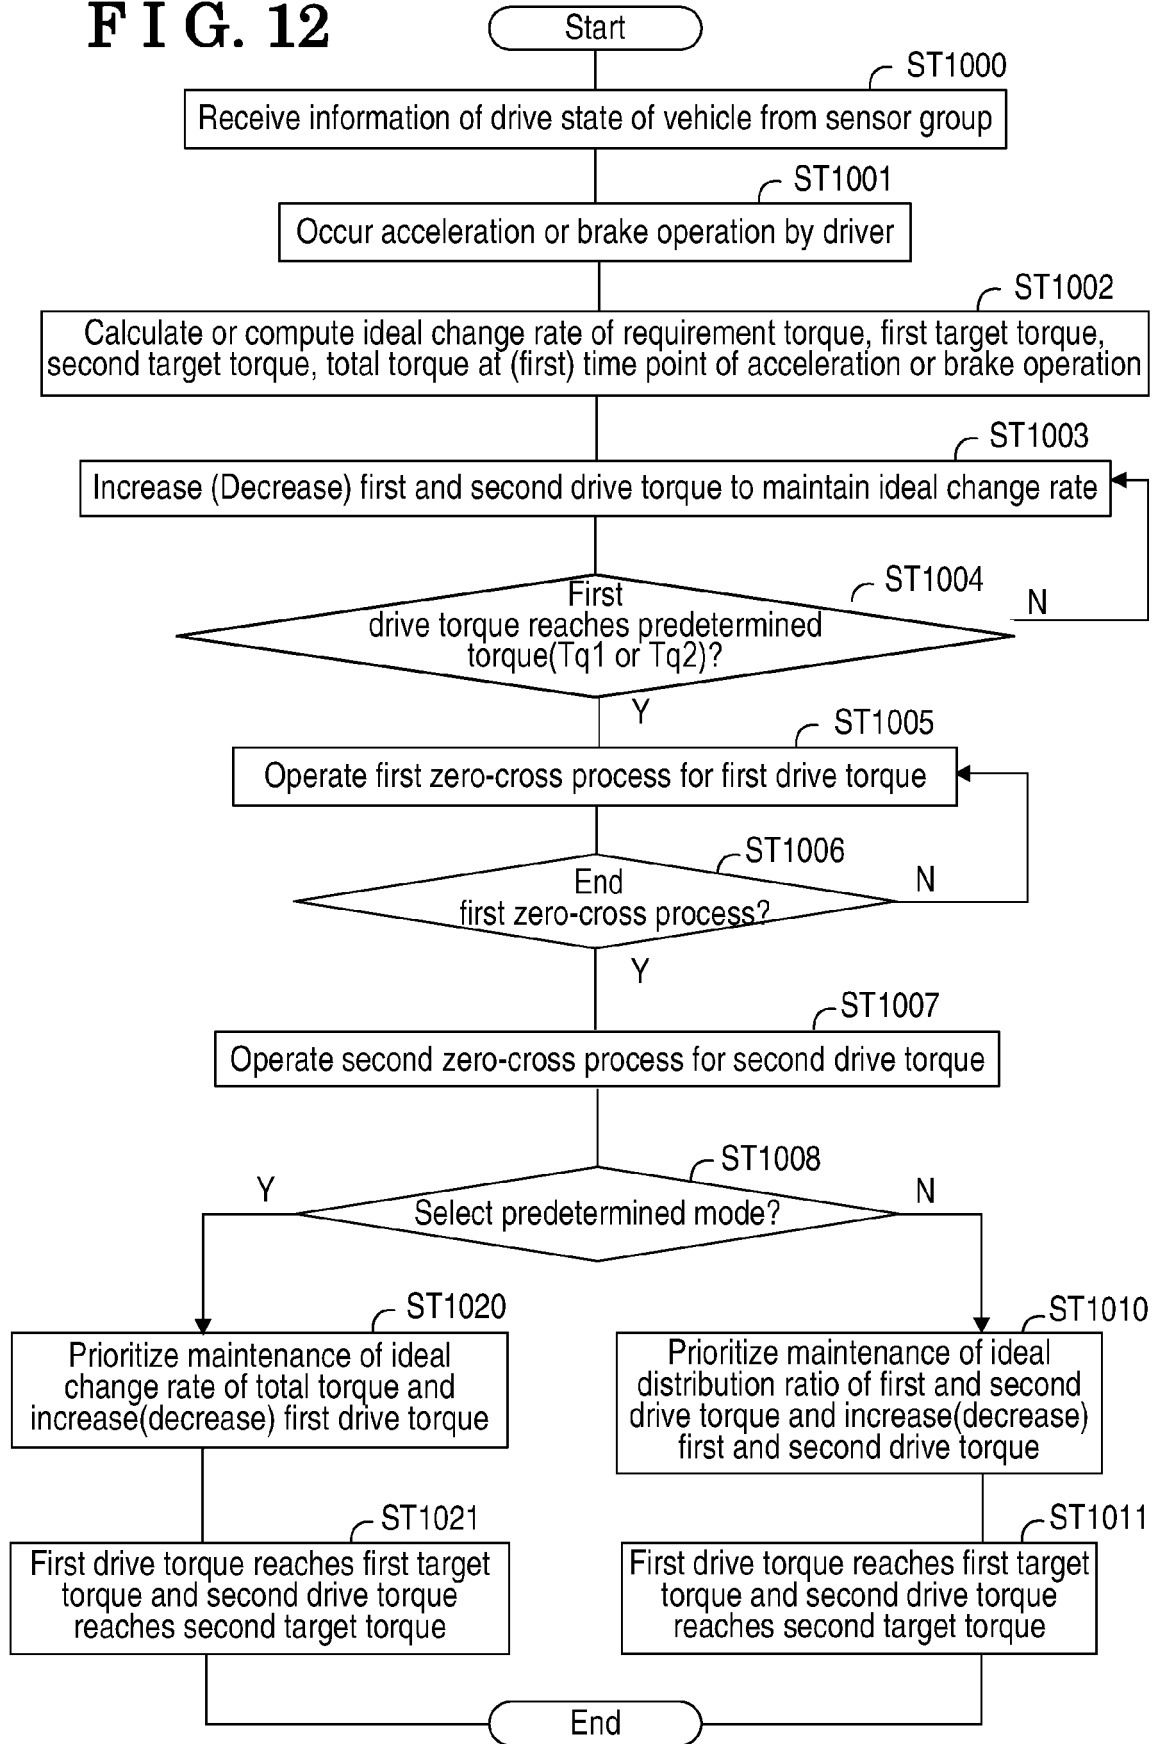 FIG. 12
Start
ST1000
Receive information of drive state of vehicle from sensor group
ST1001
Occur acceleration or brake operation by driver
ST1002
Calculate or compute ideal change rate of requirement torque, first target torque,
second target torque, total torque at (first) time point of acceleration or brake operation
ST1003
Increase (Decrease) first and second drive torque to maintain ideal change rate
ST1004
First
drive torque reaches predetermined
torque(Tq1 or Tq2)?
N
Y
ST1005
Operate first zero-cross process for first drive torque
ST1006
End
first zero-cross process?
N
Y
ST1007
Operate second zero-cross process for second drive torque
ST1008
Select predetermined mode?
Y
N
ST1020
Prioritize maintenance of ideal
change rate of total torque and
increase(decrease) first drive torque
ST1010
Prioritize maintenance of ideal
distribution ratio of first and second
drive torque and increase(decrease)
first and second drive torque
ST1021
First drive torque reaches first target
torque and second drive torque
reaches second target torque
ST1011
First drive torque reaches first target
torque and second drive torque
reaches second target torque
End